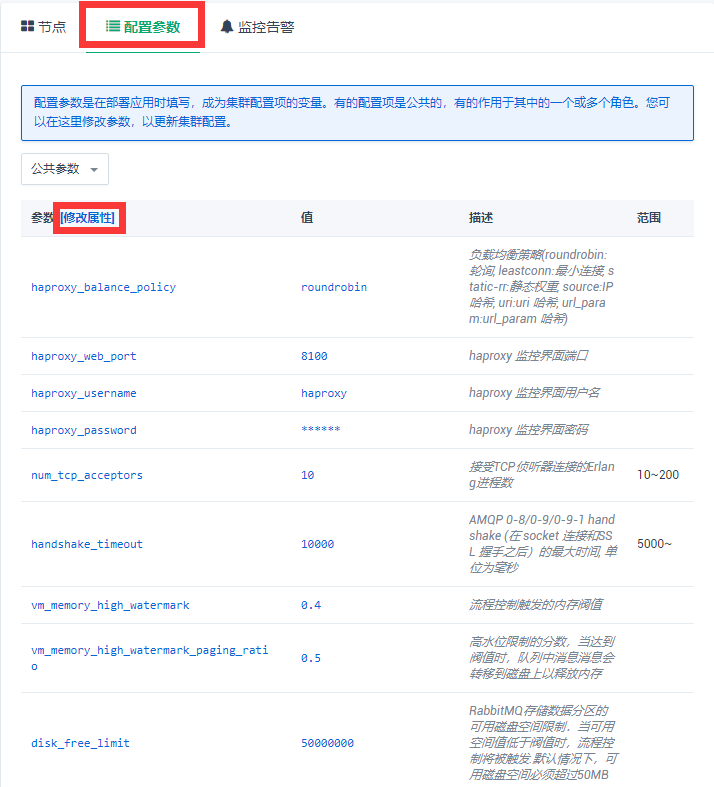 节点 配置参数 监控告警
配置参数是在部署应用时填写，成为集群配置项的变量。有的配置项是公共的，有的作用于其中的一个或多个角色。您可
以在这里修改参数，以更新集群配置。
公共参数
参数 [修改属性] 值 描述 范围
haproxy_balance_policy roundrobin 负载均衡策略(roundrobin:
轮询, leastconn:最小连接, s
tatic-rr:静态权重, source:IP
哈希, uri:uri 哈希, url_para
m:url_param 哈希)
haproxy_web_port 8100 haproxy 监控界面端口
haproxy_username haproxy haproxy 监控界面用户名
haproxy_password ****** haproxy 监控界面密码
num_tcp_acceptors 10 接受TCP侦听器连接的Erlan
g进程数 10~200
handshake_timeout 10000 AMQP 0-8/0-9/0-9-1 hand
shake (在 socket 连接和SS
L 握手之后）的最大时间, 单
位为毫秒 5000~
vm_memory_high_watermark 0.4 流程控制触发的内存阀值
vm_memory_high_watermark_paging_rati
o 0.5 高水位限制的分数，当达到
阀值时，队列中消息消息会
转移到磁盘上以释放内存
disk_free_limit 50000000 RabbitMQ存储数据分区的
可用磁盘空间限制．当可用
空间值低于阀值时，流程控
制将被触发.默认情况下，可
用磁盘空间必须超过50MB